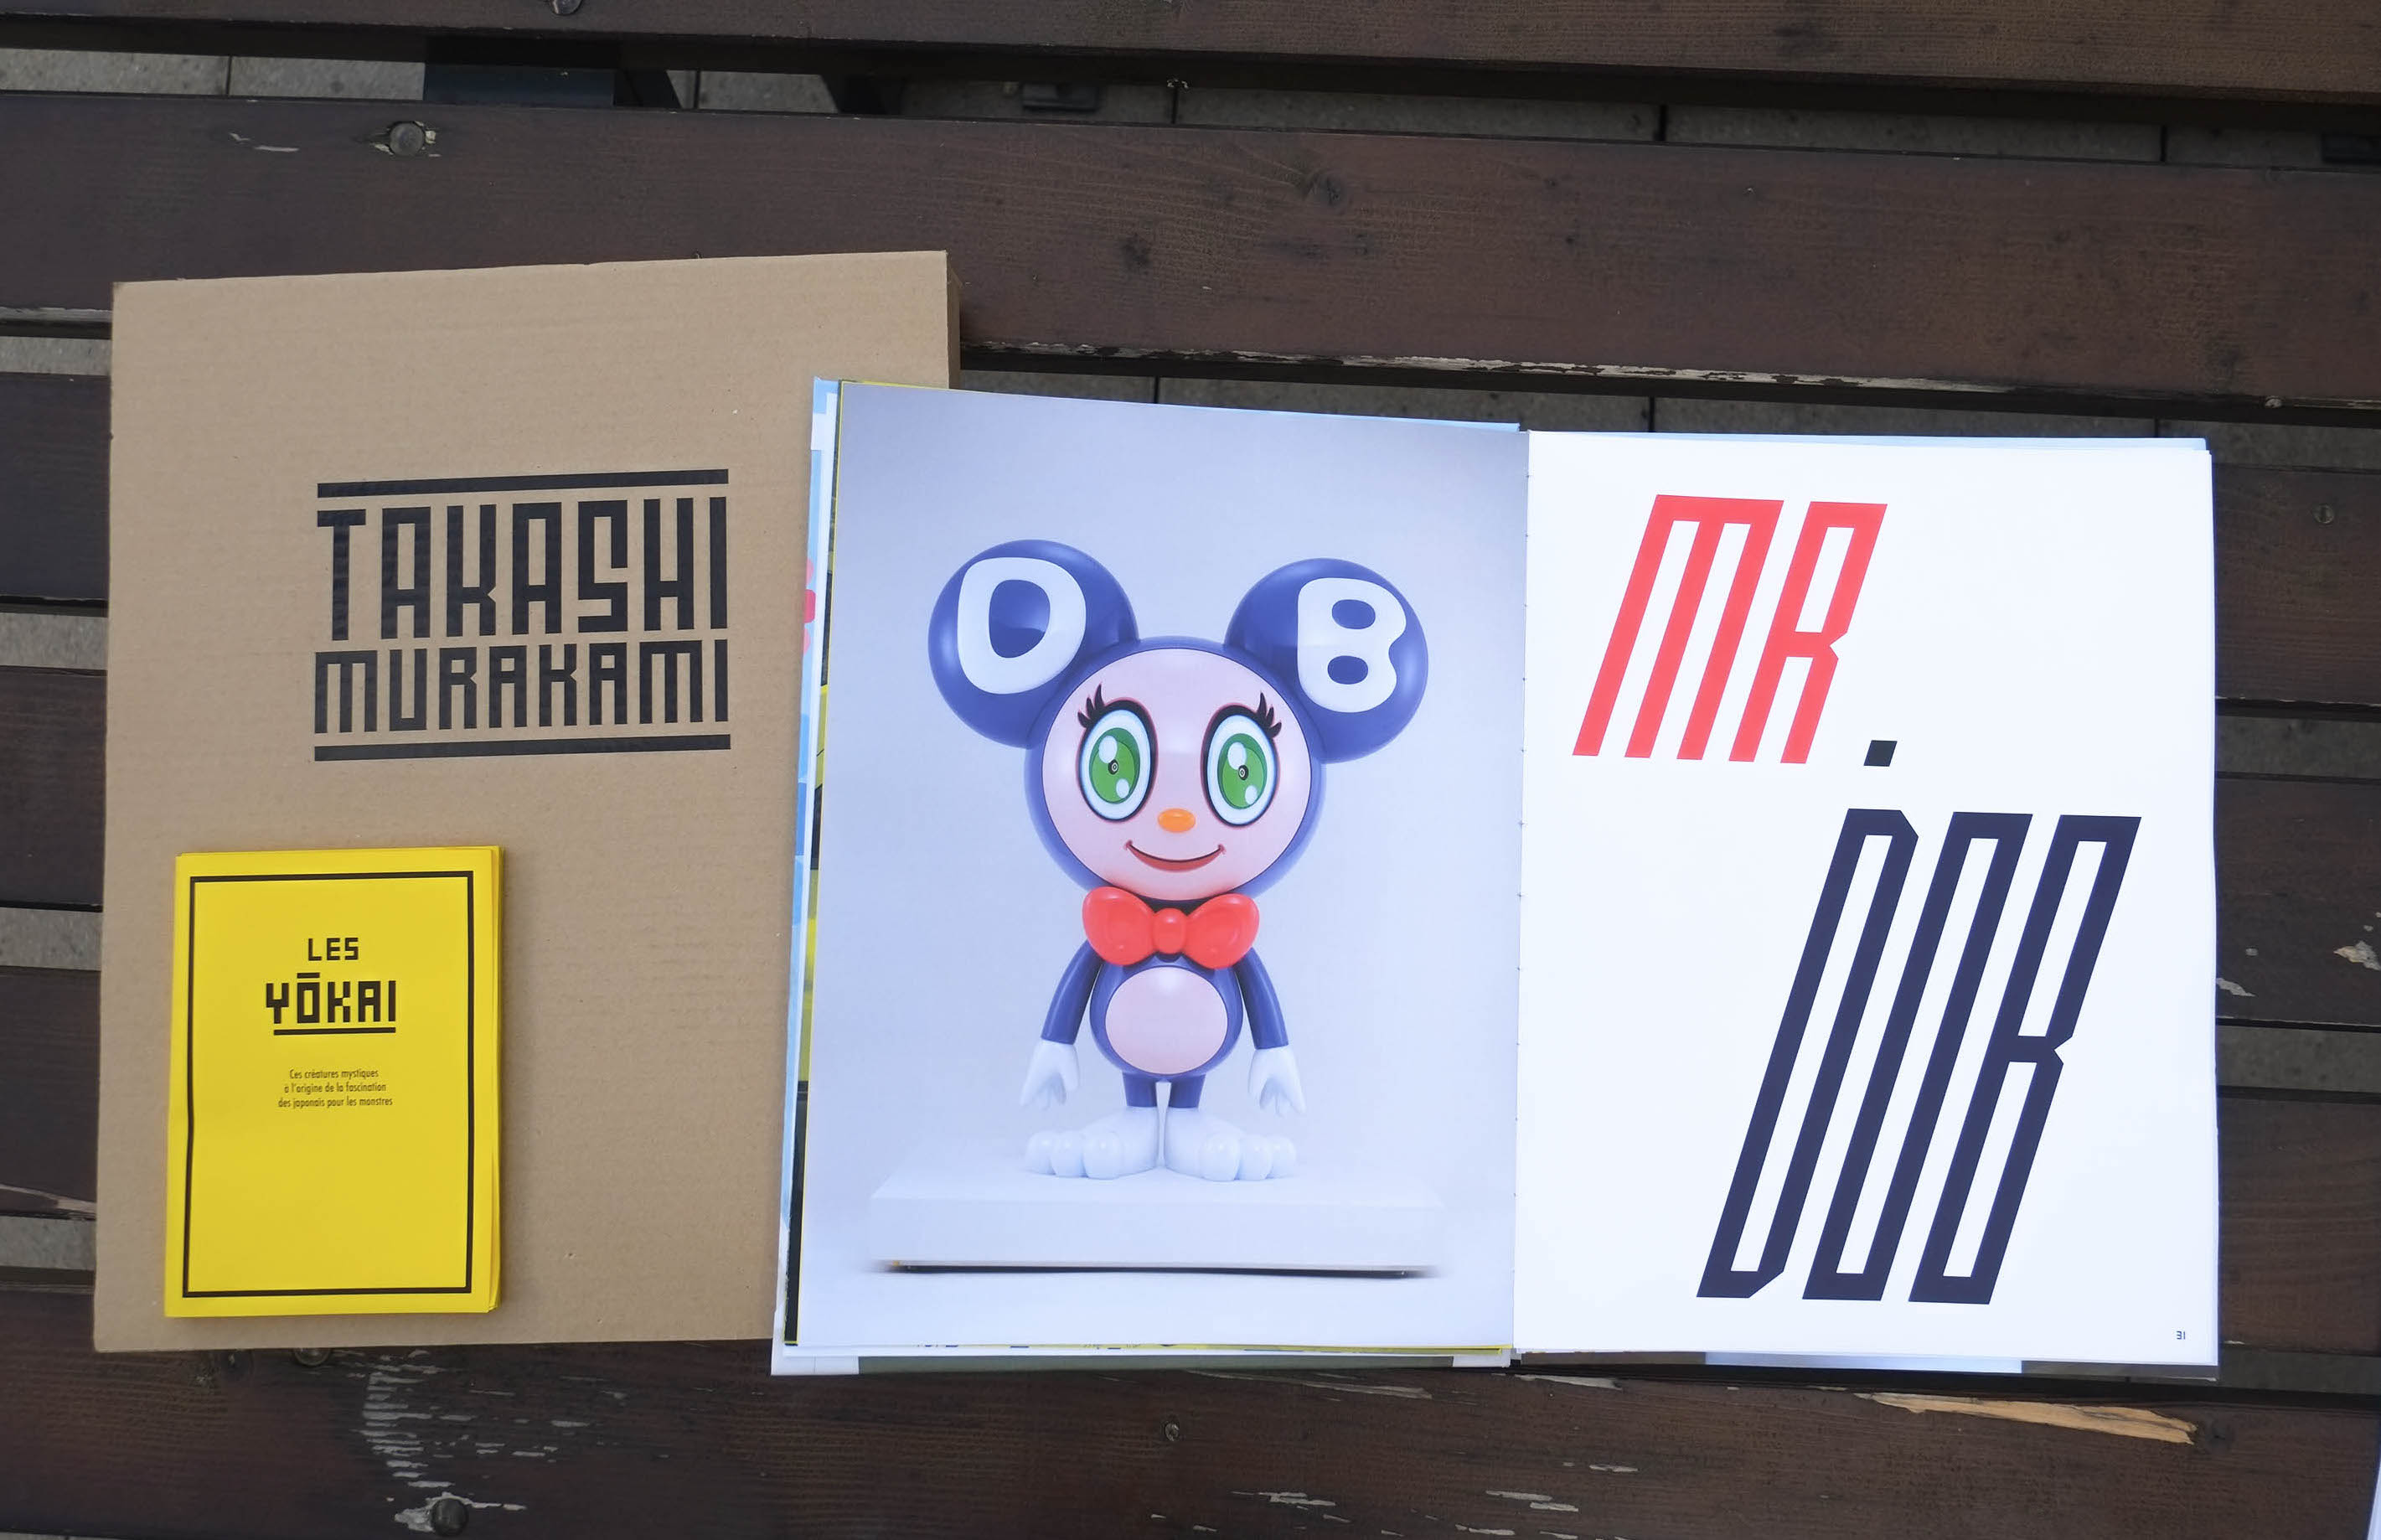 TAKASHI
MURAKAMI
LES
YŌKAI
Ces créatures mystiques
à l'origine de la fascination
des japonais pour les monstres
D B
MR.
DOB
31